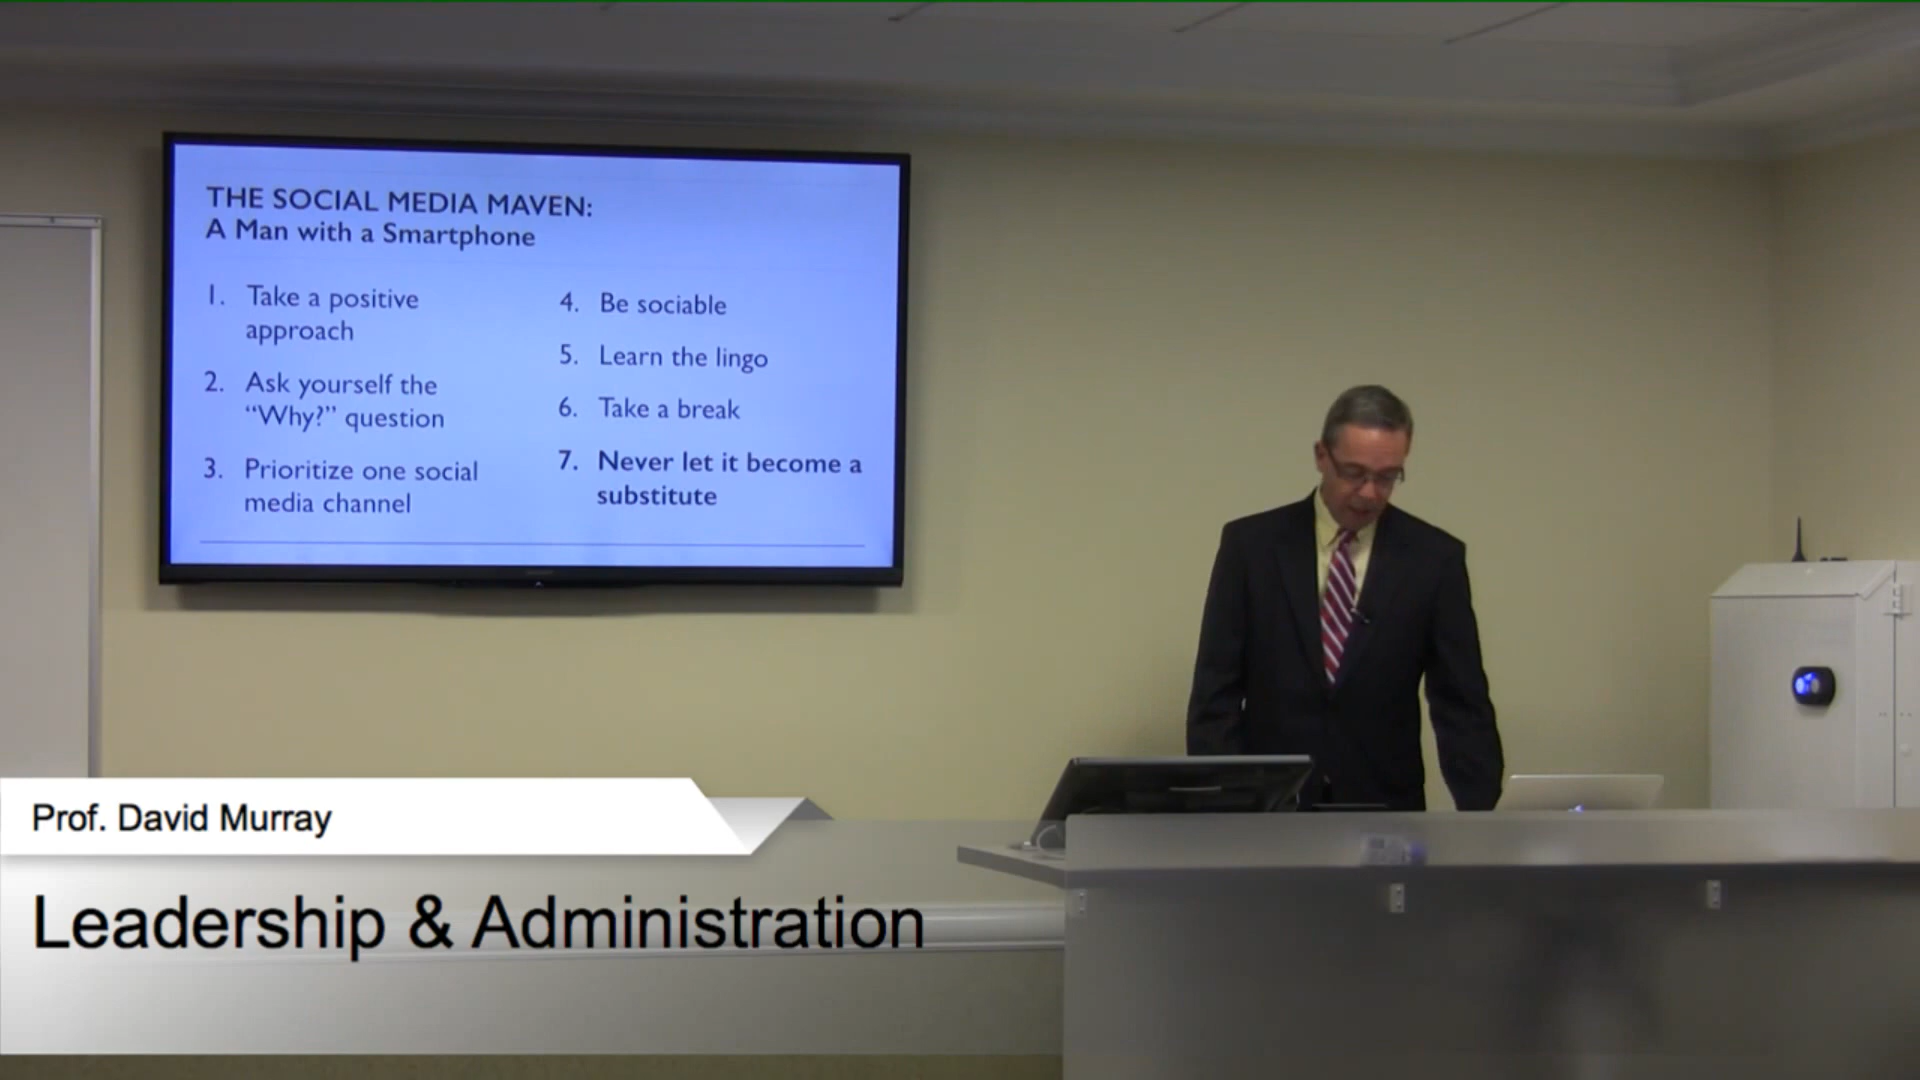 THE SOCIAL MEDIA MAVEN:
A Man with a Smartphone
1. Take a positive
approach
2. Ask yourself the
“Why?” question
3. Prioritize one social
media channel
4. Be sociable
5. Learn the lingo
6. Take a break
7. Never let it become a
substitute
Prof. David Murray
Leadership & Administration